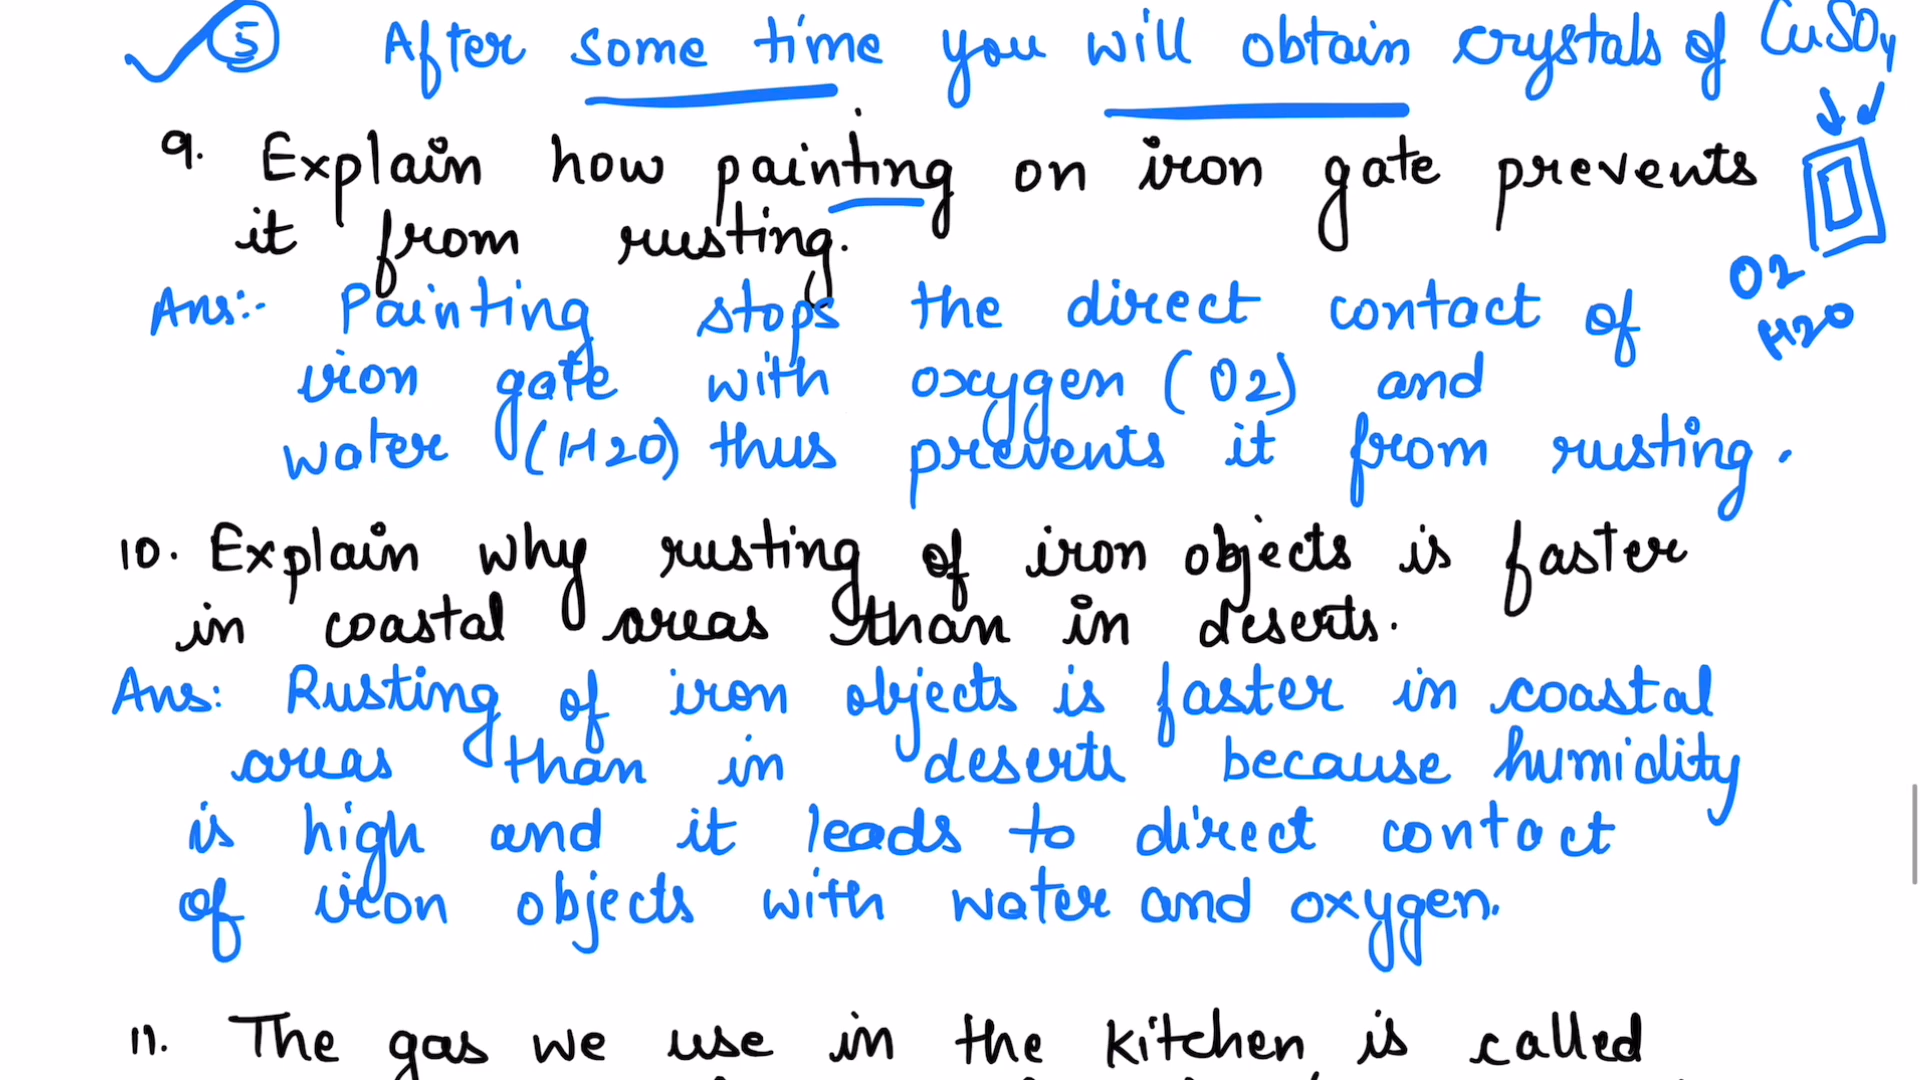 5 After some time you will obtain crystals of CuSO4
9. Explain how painting on iron gate prevents
it from rusting.
O2
H2O
Ans:- Painting stops the direct contact of
iron gate with oxygen (O2) and
water (H2O) thus prevents it from rusting.
10. Explain why rusting of iron objects is faster
in coastal areas than in deserts.
Ans: Rusting of iron objects is faster in coastal
areas than in deserts because humidity
is high and it leads to direct contact
of iron objects with water and oxygen.
11. The gas we use in the kitchen is called